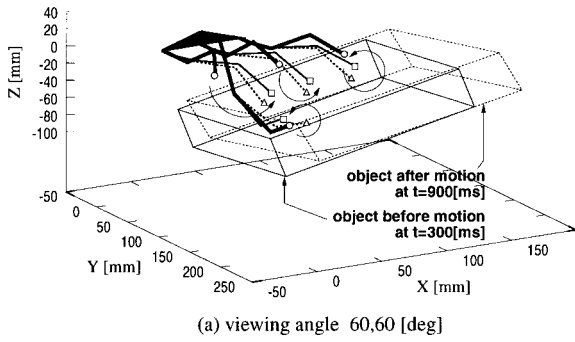 40
20
0
-20
-40
-60
-80
-100
Z [mm]
-50
0
50
100
150
200
250
Y [mm]
-50
0
50
100
150
X [mm]
object after motion
at t=900[ms]
object before motion
at t=300[ms]
(a) viewing angle 60,60 [deg]